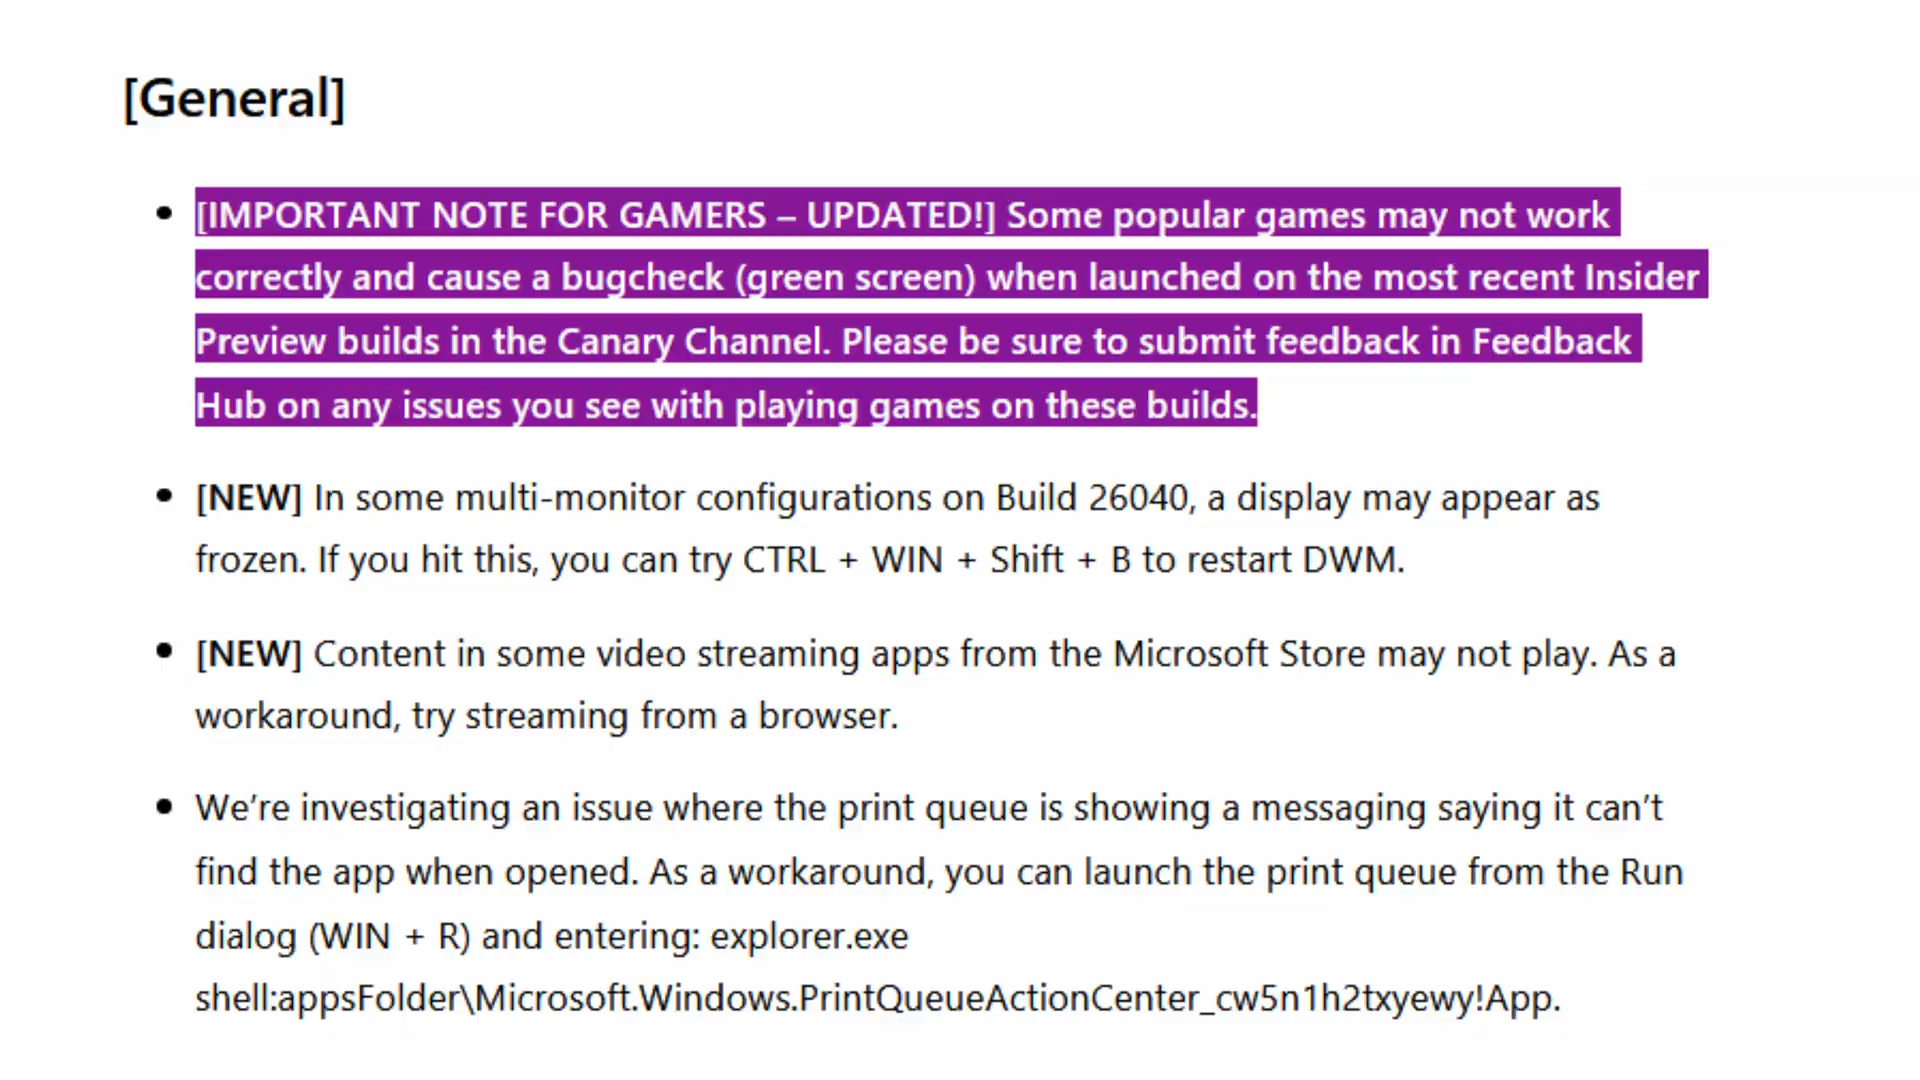 [General]
• [IMPORTANT NOTE FOR GAMERS – UPDATED!] Some popular games may not work
correctly and cause a bugcheck (green screen) when launched on the most recent Insider
Preview builds in the Canary Channel. Please be sure to submit feedback in Feedback
Hub on any issues you see with playing games on these builds.
• [NEW] In some multi-monitor configurations on Build 26040, a display may appear as
frozen. If you hit this, you can try CTRL + WIN + Shift + B to restart DWM.
• [NEW] Content in some video streaming apps from the Microsoft Store may not play. As a
workaround, try streaming from a browser.
• We’re investigating an issue where the print queue is showing a messaging saying it can’t
find the app when opened. As a workaround, you can launch the print queue from the Run
dialog (WIN + R) and entering: explorer.exe
shell:appsFolder\Microsoft.Windows.PrintQueueActionCenter_cw5n1h2txyewy!App.